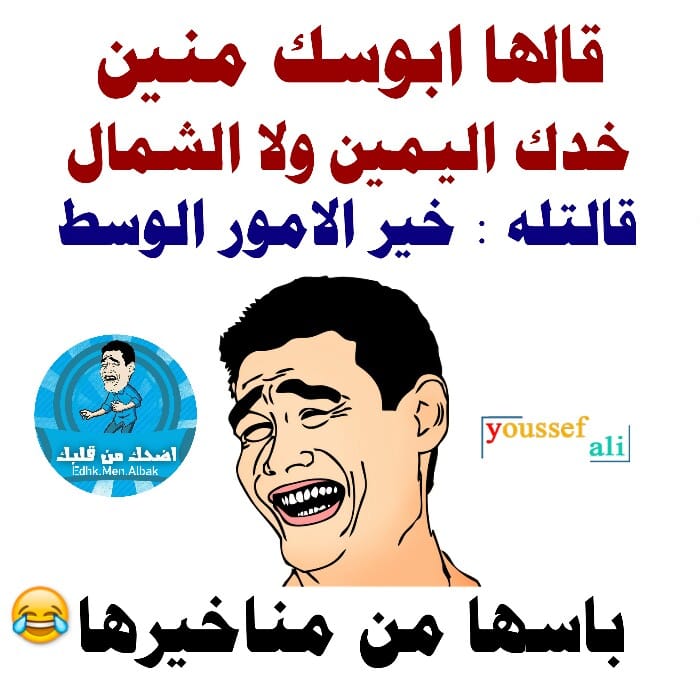 قالها ابوسك منين
خدك اليمين ولا الشمال
قالتله : خير الامور الوسط
اضحك من قلبك
Edhk.Men.Albak
youssef
ali
باسها من مناخيرها